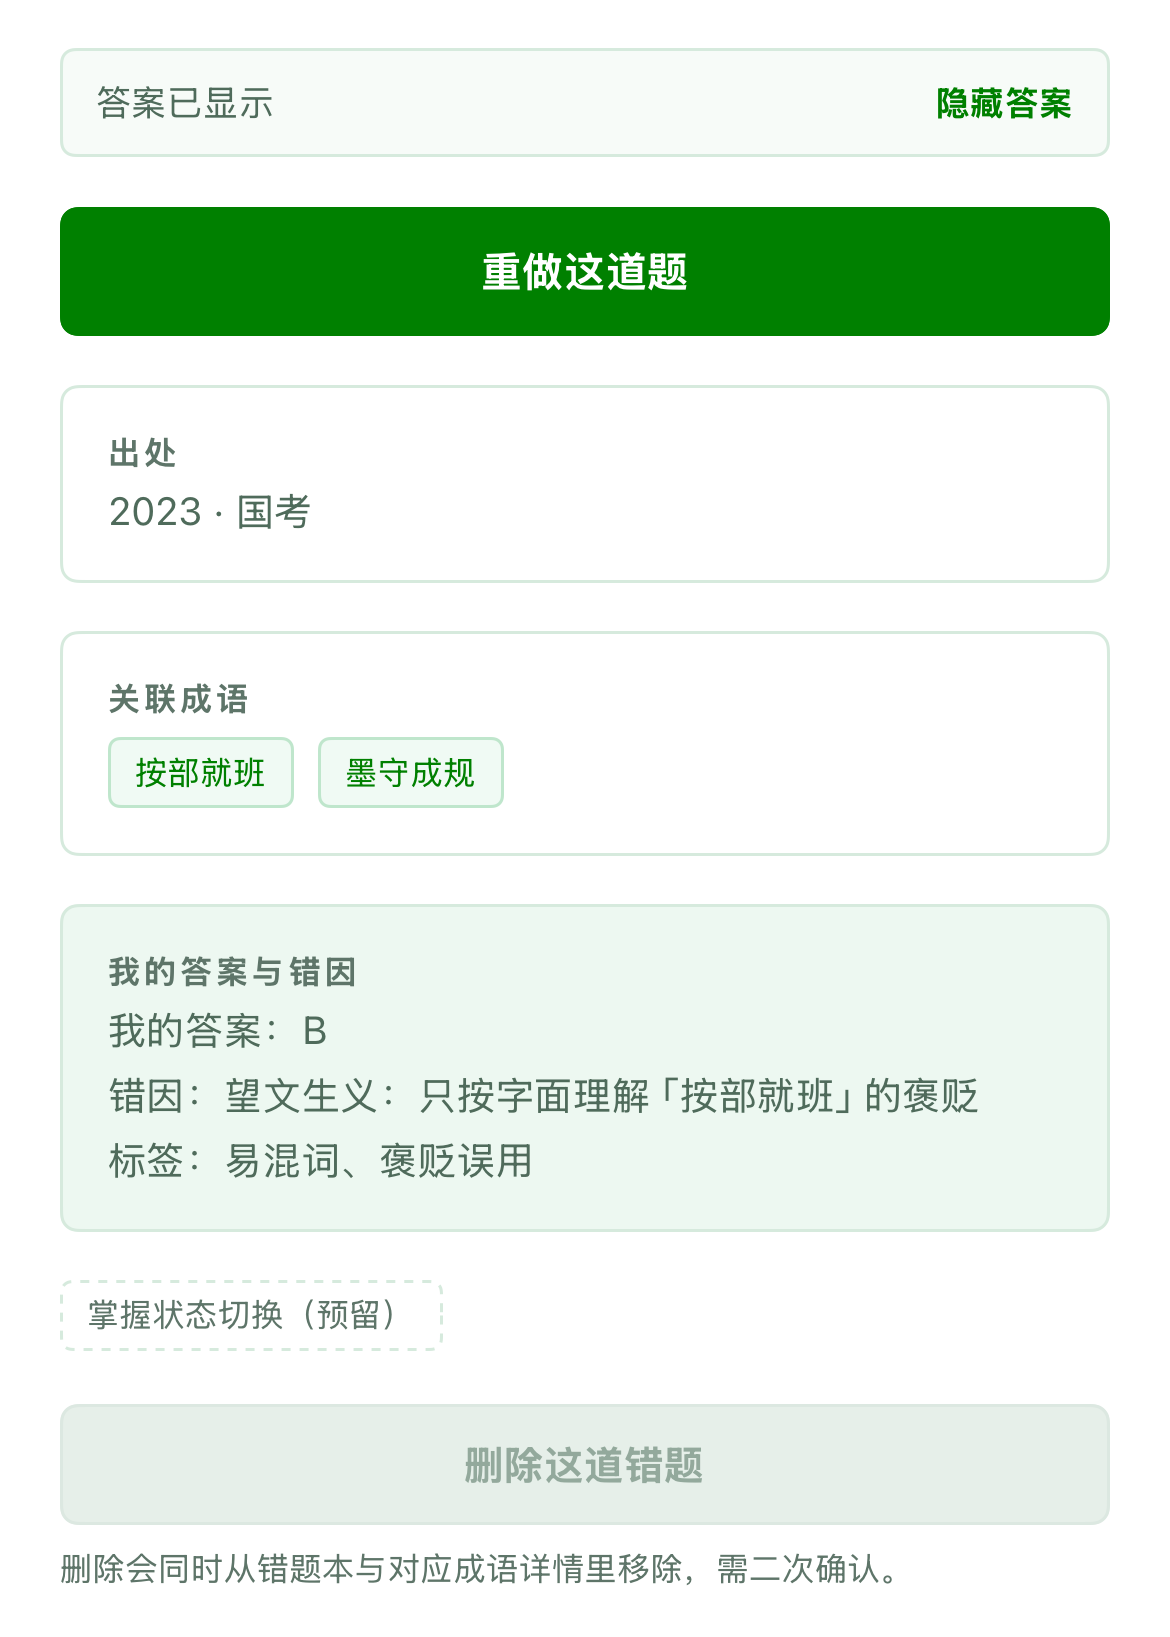 答案已显示
隐藏答案
重做这道题
出处
2023 · 国考
关联成语
按部就班
墨守成规
我的答案与错因
我的答案：B
错因：望文生义：只按字面理解「按部就班」的褒贬
标签：易混词、褒贬误用
掌握状态切换（预留）
删除这道错题
删除会同时从错题本与对应成语详情里移除，需二次确认。